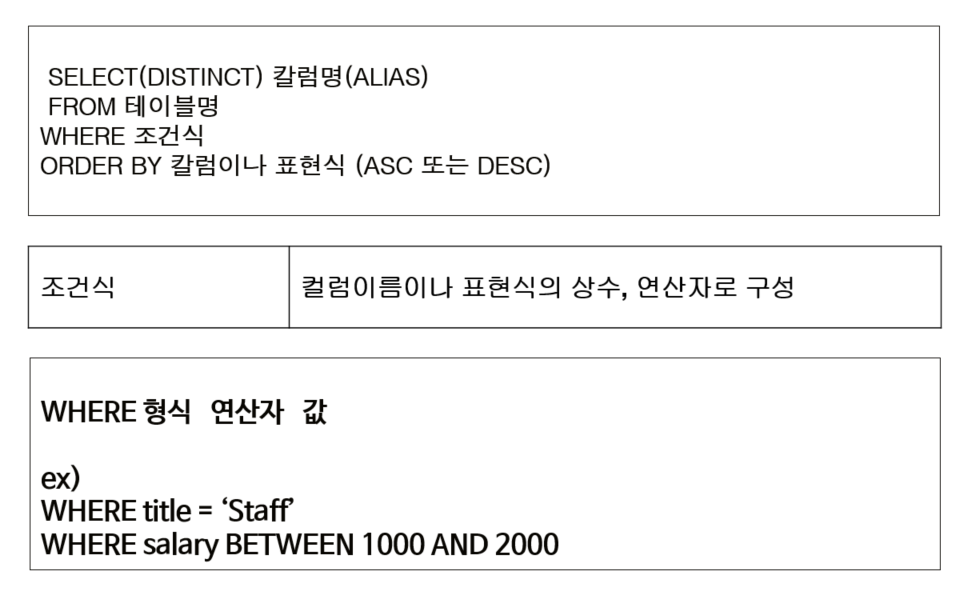 SELECT(DISTINCT) 칼럼명(ALIAS)
FROM 테이블명
WHERE 조건식
ORDER BY 칼럼이나 표현식 (ASC 또는 DESC)
조건식
컬럼이름이나 표현식의 상수, 연산자로 구성
WHERE 형식 연산자 값
ex)
WHERE title = ‘Staff’
WHERE salary BETWEEN 1000 AND 2000